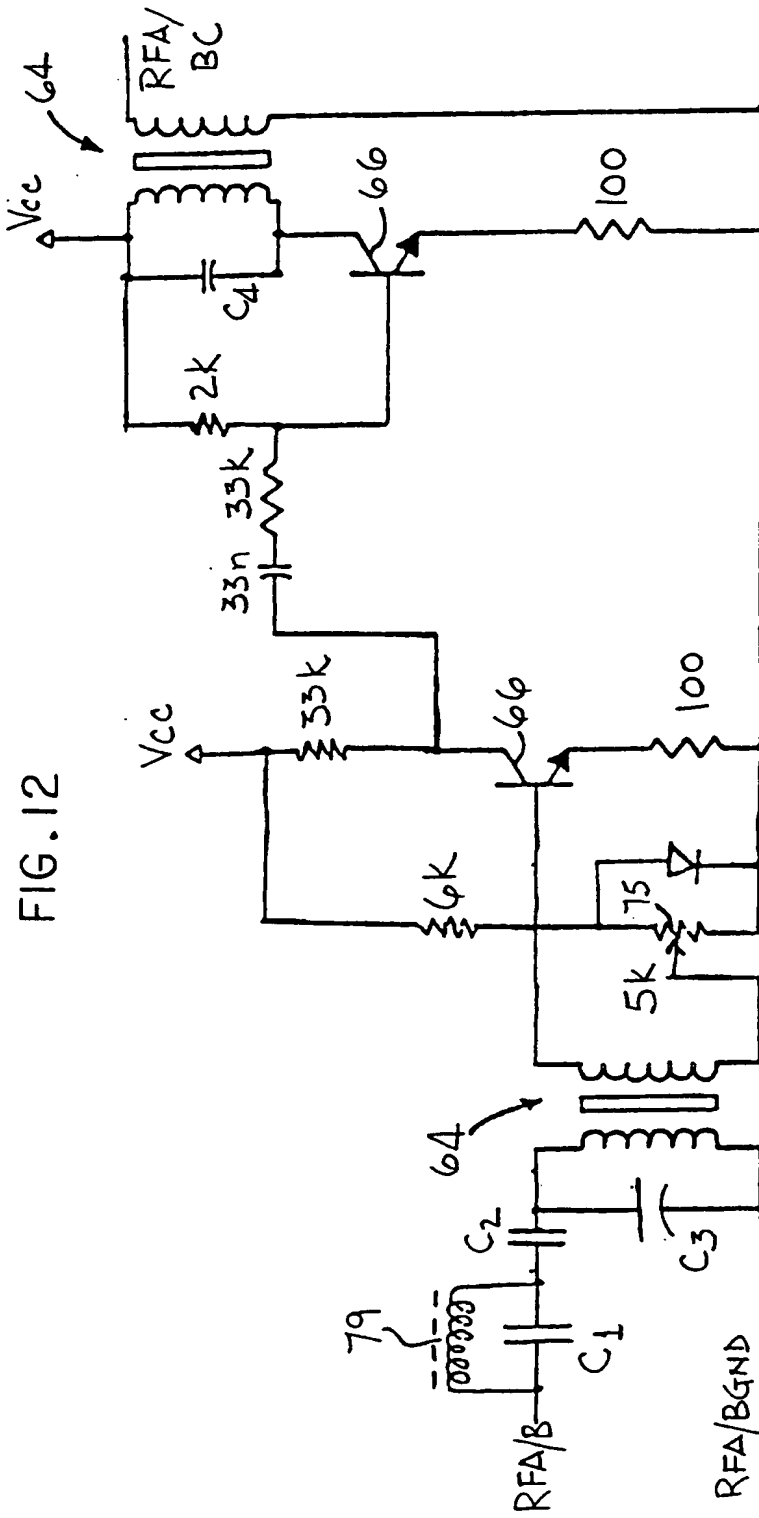 FIG.12
Vcc
64
RFA/
BC
C4
2K
66
33k
33n
100
Vcc
33k
66
6K
100
75
5k
64
C2
C3
79
C1
RFA/B
RFA/BGND